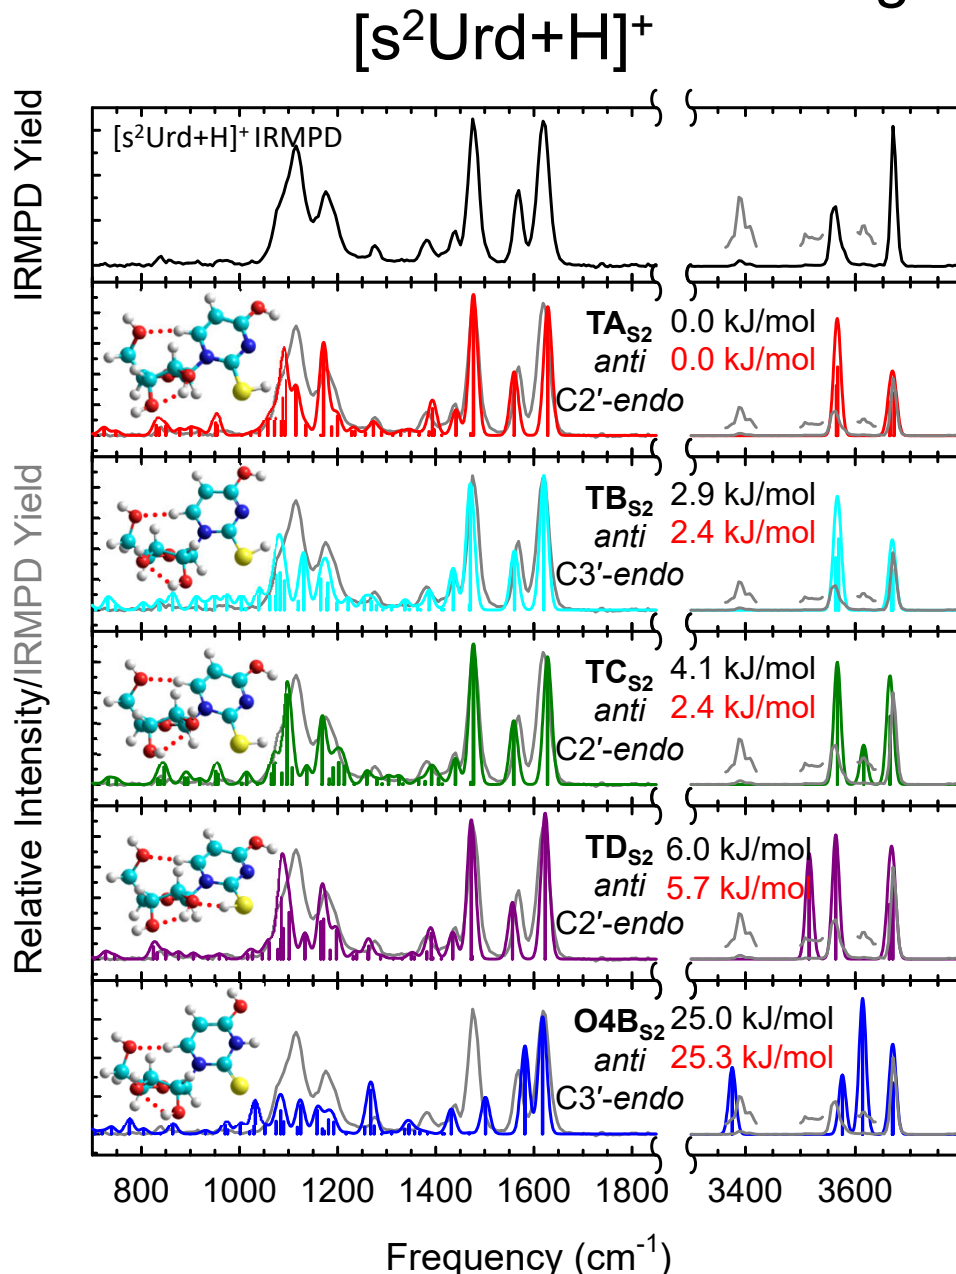 g
[s²Urd+H]⁺
IRMPD Yield
[s²Urd+H]⁺ IRMPD
TA_S2 0.0 kJ/mol
anti 0.0 kJ/mol
C2′-endo
TB_S2 2.9 kJ/mol
anti 2.4 kJ/mol
C3′-endo
Relative Intensity/IRMPD Yield
TC_S2 4.1 kJ/mol
anti 2.4 kJ/mol
C2′-endo
TD_S2 6.0 kJ/mol
anti 5.7 kJ/mol
C2′-endo
O4B_S2 25.0 kJ/mol
anti 25.3 kJ/mol
C3′-endo
800 1000 1200 1400 1600 1800 3400 3600
Frequency (cm⁻¹)